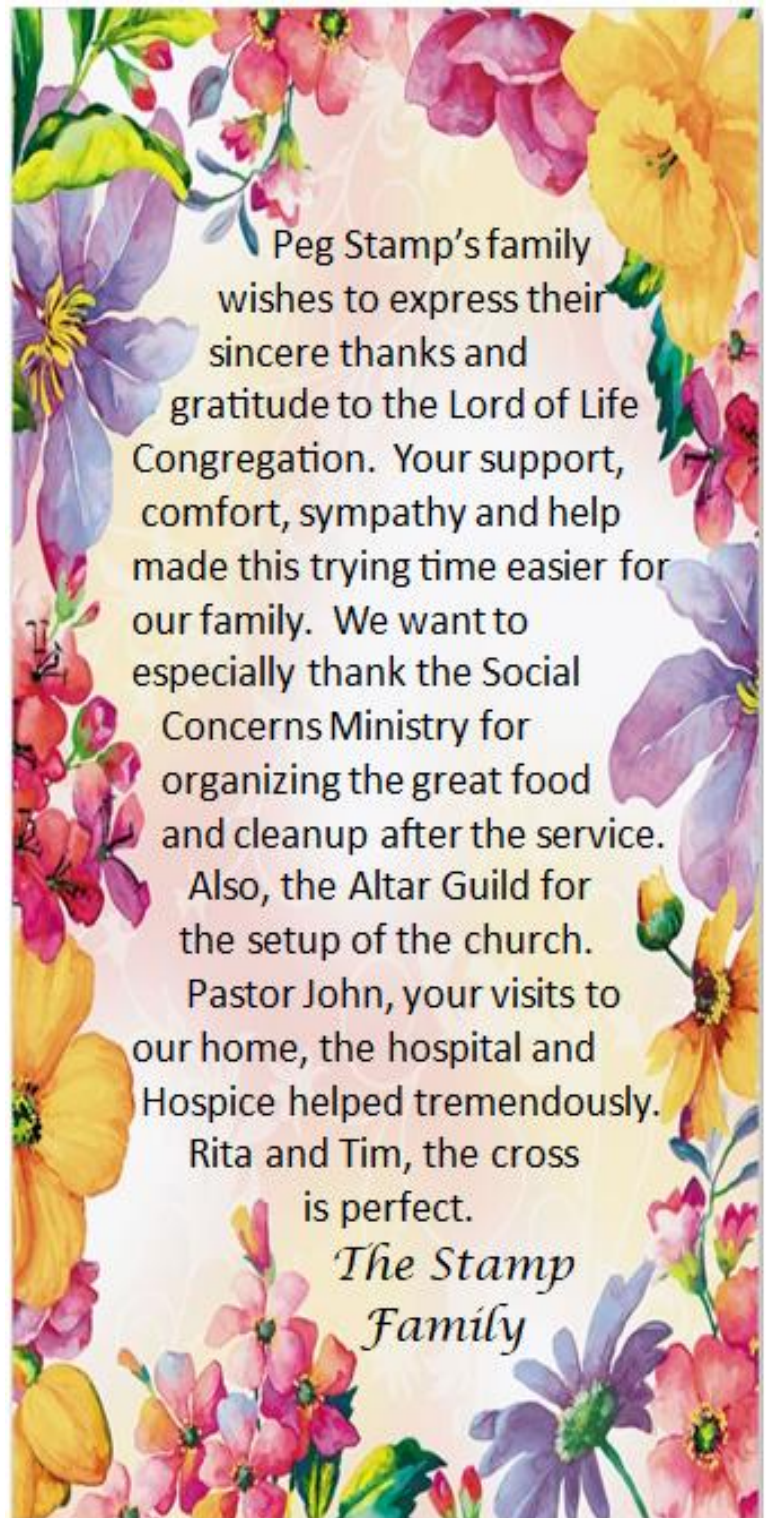 Peg Stamp’s family
wishes to express their
sincere thanks and
gratitude to the Lord of Life
Congregation.  Your support,
comfort, sympathy and help
made this trying time easier for
our family.  We want to
especially thank the Social
Concerns Ministry for
organizing the great food
and cleanup after the service.
Also, the Altar Guild for
the setup of the church.
Pastor John, your visits to
our home, the hospital and
Hospice helped tremendously.
Rita and Tim, the cross
is perfect.
The Stamp
Family